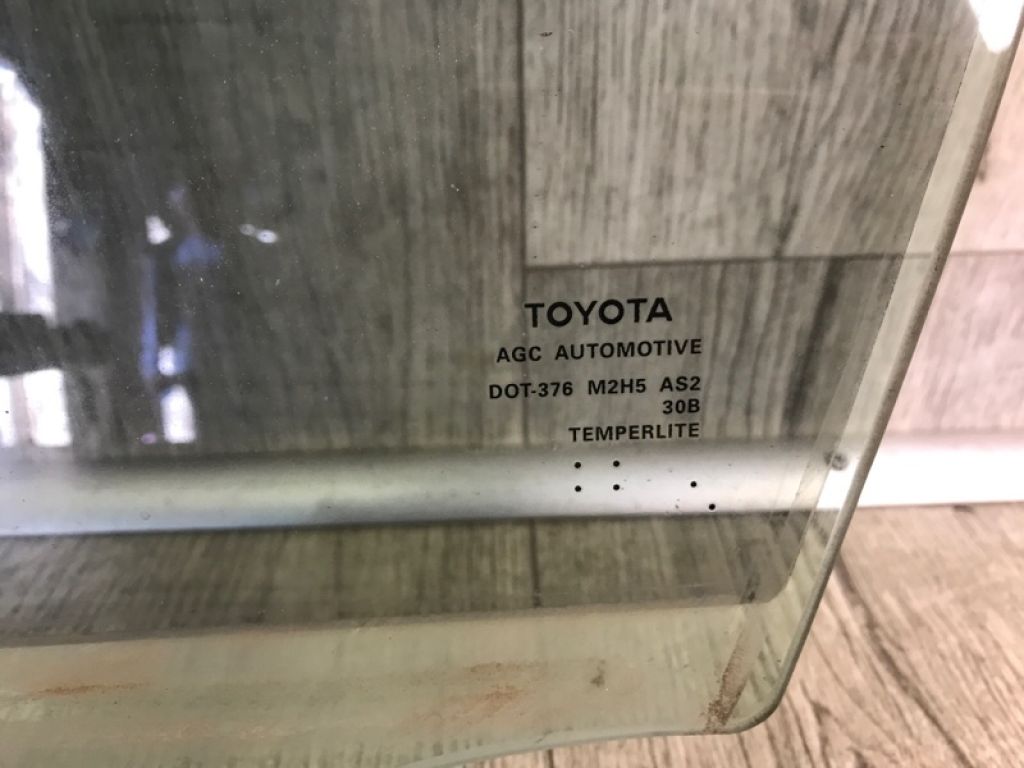 TOYOTA
AGC AUTOMOTIVE
DOT-376 M2H5 AS2
30B
TEMPERLITE